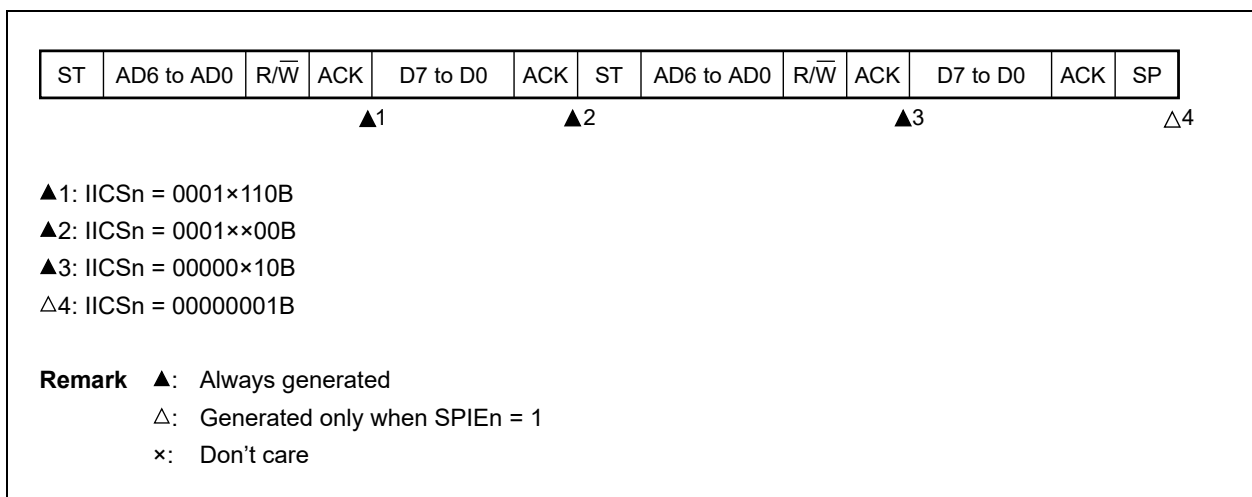 ST AD6 to AD0 R/W̅ ACK D7 to D0 ACK ST AD6 to AD0 R/W̅ ACK D7 to D0 ACK SP
▲1 ▲2 ▲3 △4
▲1: IICSn = 0001×110B
▲2: IICSn = 0001××00B
▲3: IICSn = 00000×10B
△4: IICSn = 00000001B
Remark ▲: Always generated
△: Generated only when SPIEn = 1
×: Don't care